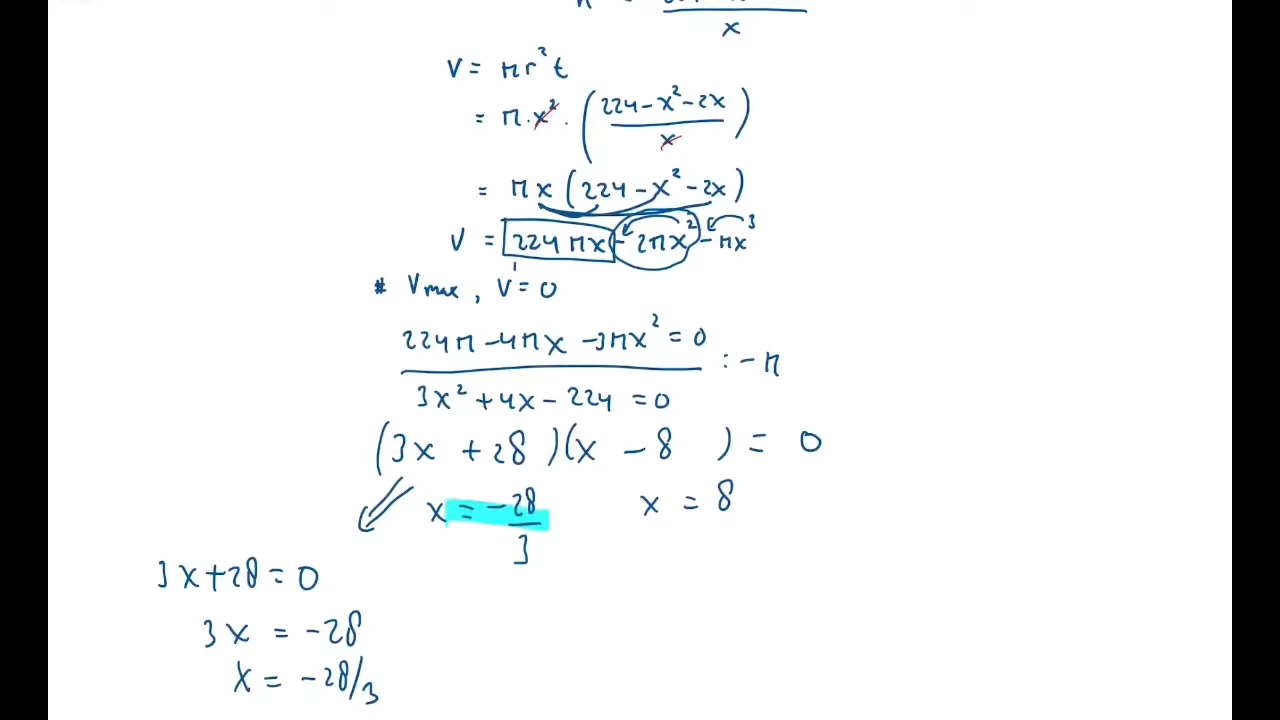 x
V = πr²t
= π·x²·(224-x²-2x / x)
= πx(224-x²-2x)
V = 224πx - 2πx² - πx³
# Vmax, V' = 0
224π - 4πx - 3πx² = 0 : -π
3x² + 4x - 224 = 0
(3x + 28)(x - 8) = 0
x = -28/3 x = 8
3x+28 = 0
3x = -28
x = -28/3